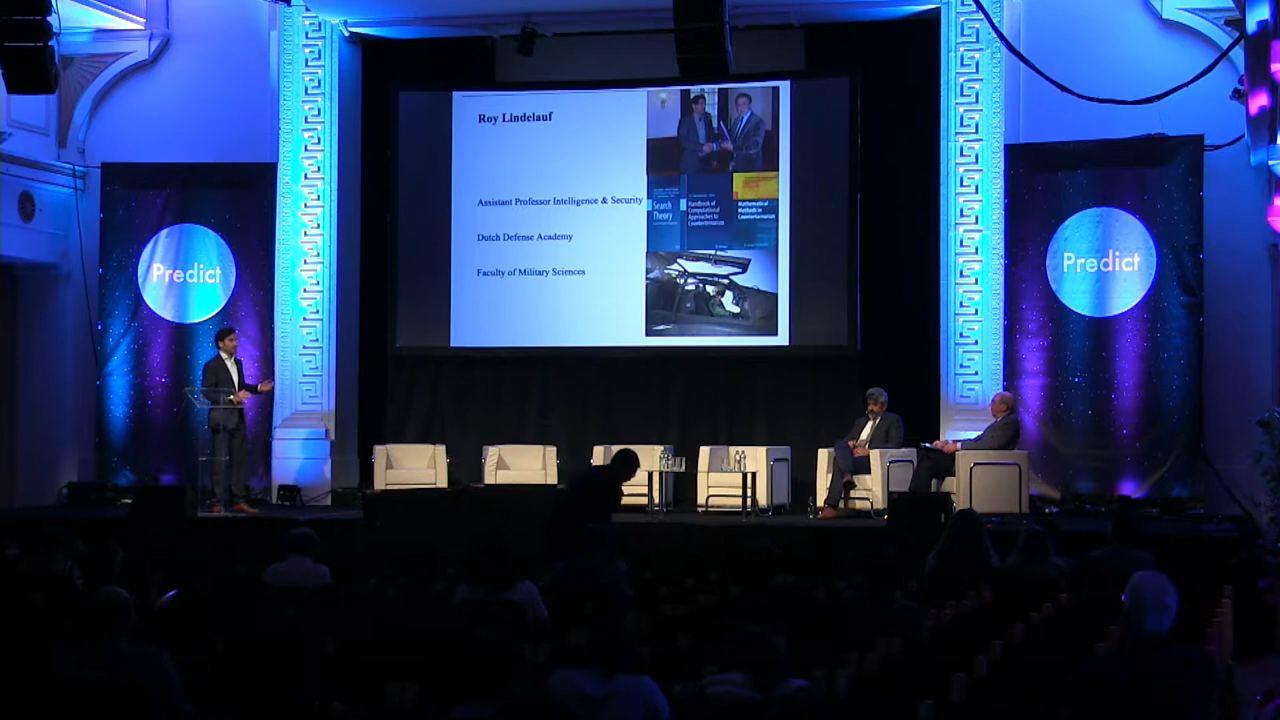 Roy Lindelauf
Assistant Professor Intelligence & Security
Dutch Defense Academy
Faculty of Military Sciences
Search
Theory
Handbook of
Computational
Approaches to
Counterterrorism
Mathematical
Methods in
Counterterrorism
Predict
Predict